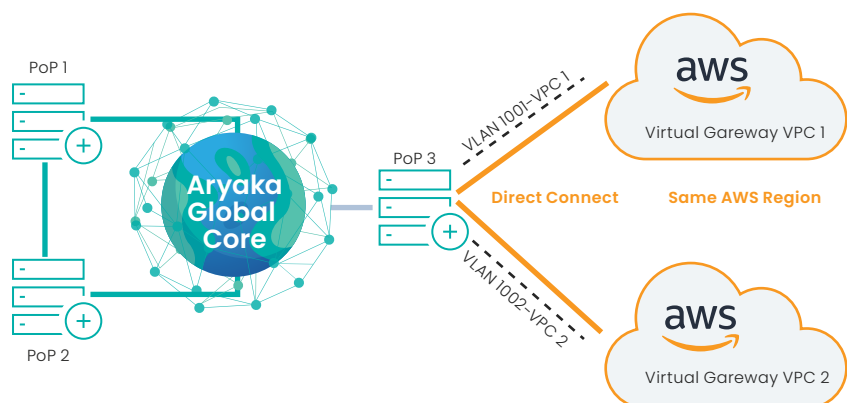 PoP 1
aws
Virtual Gareway VPC 1
VLAN 1001-VPC 1
PoP 3
Aryaka
Global
Core
Direct Connect
Same AWS Region
VLAN 1002-VPC 2
PoP 2
aws
Virtual Gareway VPC 2